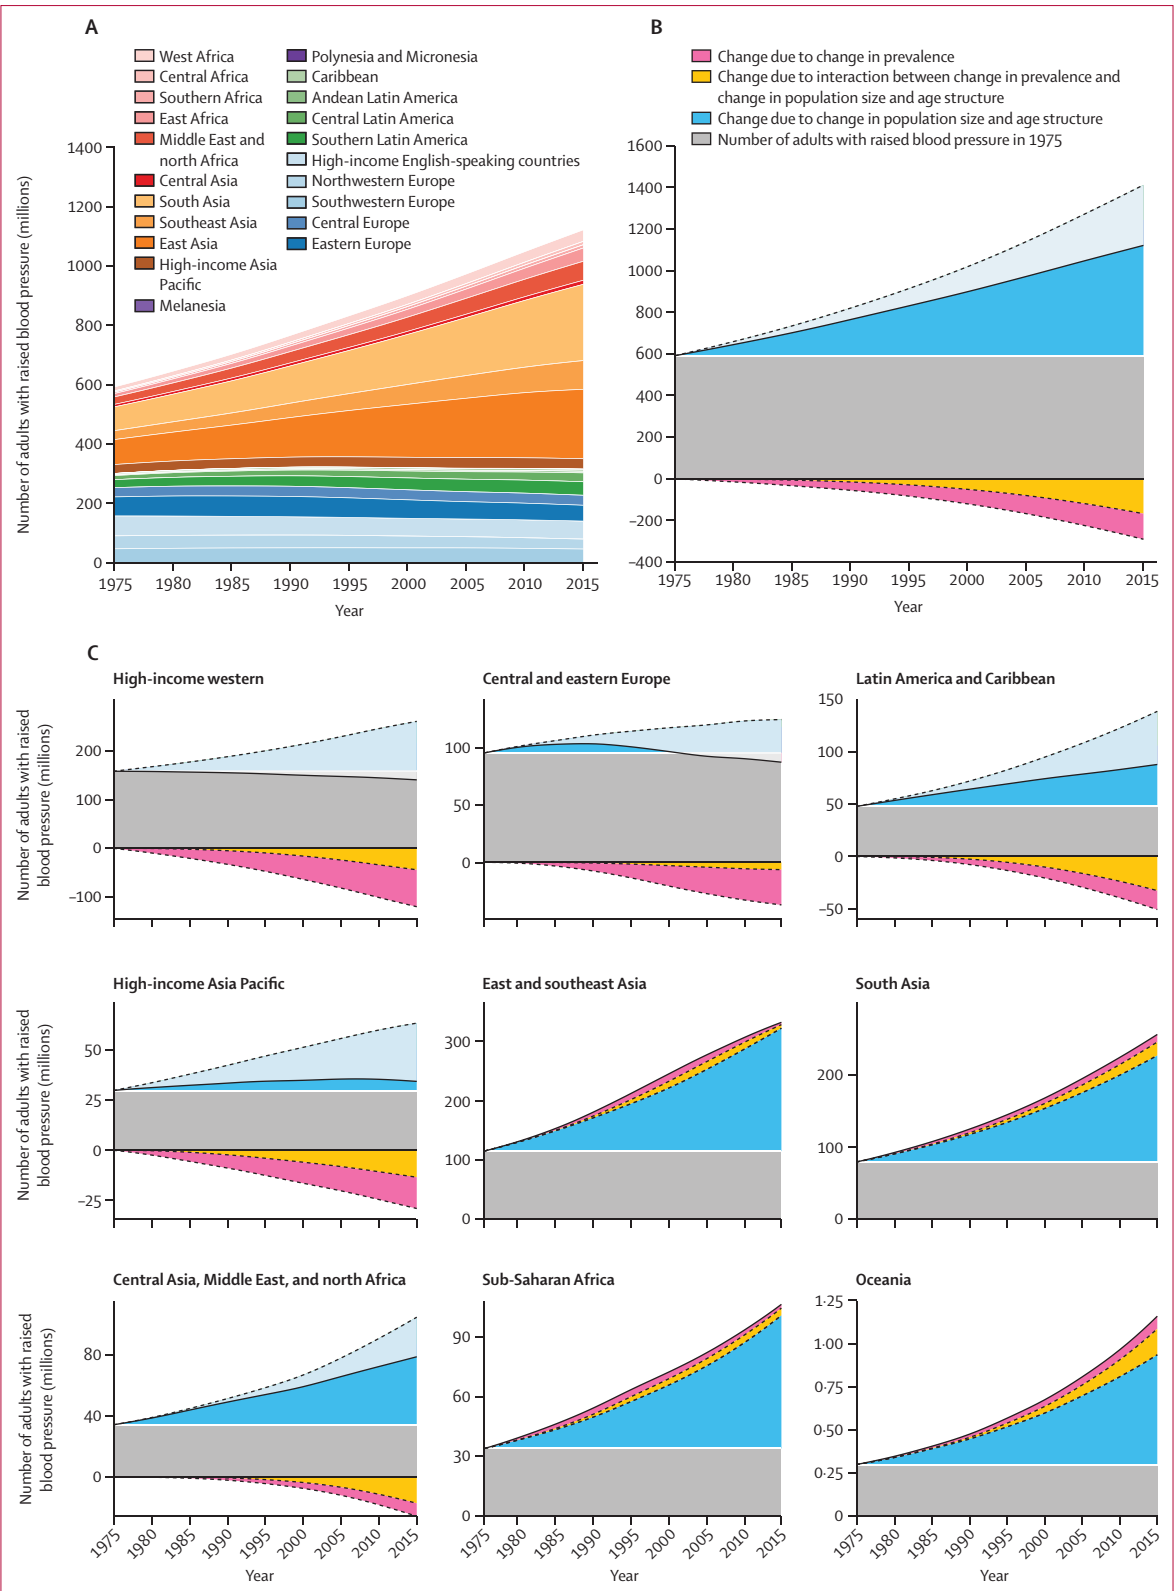 A
West Africa
Central Africa
Southern Africa
East Africa
Middle East and
north Africa
Central Asia
South Asia
Southeast Asia
East Asia
High-income Asia
Pacific
Melanesia
Polynesia and Micronesia
Caribbean
Andean Latin America
Central Latin America
Southern Latin America
High-income English-speaking countries
Northwestern Europe
Southwestern Europe
Central Europe
Eastern Europe
Number of adults with raised blood pressure (millions)
1400
1200
1000
800
600
400
200
0
1975 1980 1985 1990 1995 2000 2005 2010 2015
Year
B
Change due to change in prevalence
Change due to interaction between change in prevalence and
change in population size and age structure
Change due to change in population size and age structure
Number of adults with raised blood pressure in 1975
1600
1400
1200
1000
800
600
400
200
0
−200
−400
1975 1980 1985 1990 1995 2000 2005 2010 2015
Year
C
High-income western
Number of adults with raised
blood pressure (millions)
200
100
0
−100
Central and eastern Europe
100
50
0
Latin America and Caribbean
150
100
50
0
−50
High-income Asia Pacific
Number of adults with raised
blood pressure (millions)
50
25
0
−25
East and southeast Asia
300
200
100
0
South Asia
200
100
0
Central Asia, Middle East, and north Africa
Number of adults with raised
blood pressure (millions)
80
40
0
1975 1980 1985 1990 1995 2000 2005 2010 2015
Year
Sub-Saharan Africa
90
60
30
0
1975 1980 1985 1990 1995 2000 2005 2010 2015
Year
Oceania
1·25
1·00
0·75
0·50
0·25
0
1975 1980 1985 1990 1995 2000 2005 2010 2015
Year